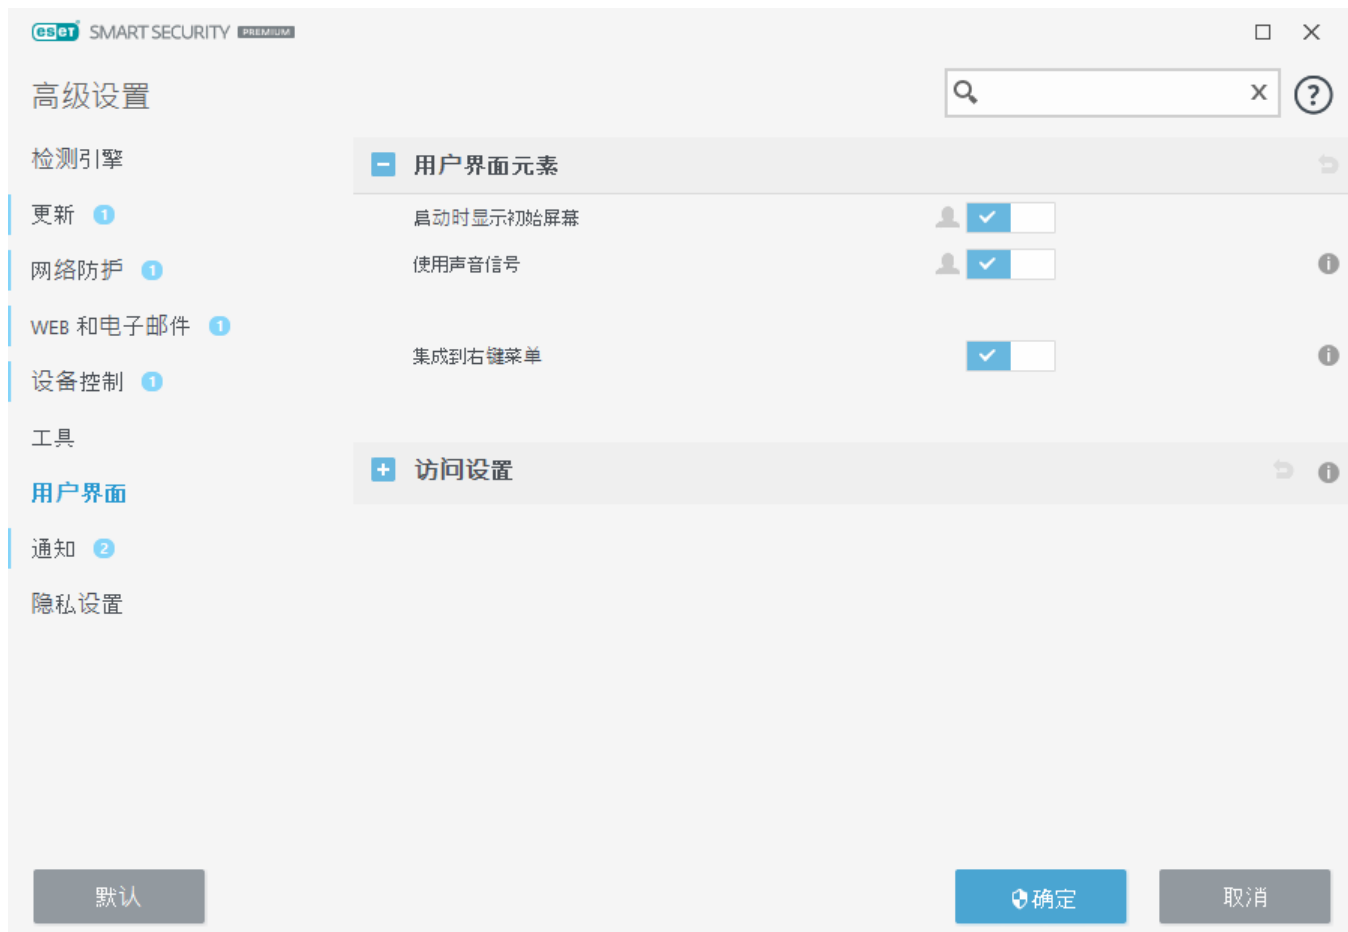 eset SMART SECURITY PREMIUM
高级设置
x
?
检测引擎
更新 1
网络防护 1
WEB 和电子邮件 1
设备控制 1
工具
用户界面
通知 2
隐私设置
用户界面元素
启动时显示初始屏幕
使用声音信号
集成到右键菜单
访问设置
默认
确定
取消